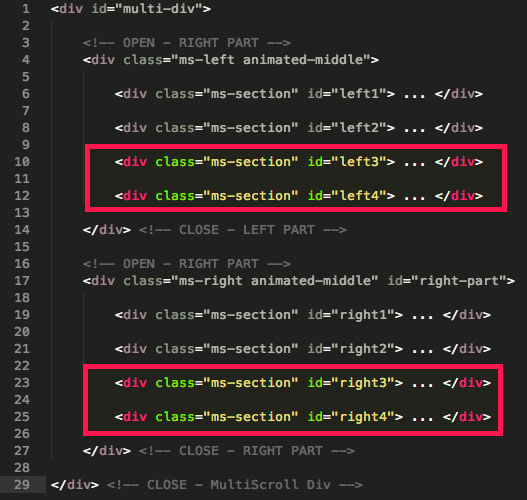 1 <div id="multi-div">
2
3 <!-- OPEN - RIGHT PART -->
4 <div class="ms-left animated-middle">
5
6 <div class="ms-section" id="left1"> ... </div>
7
8 <div class="ms-section" id="left2"> ... </div>
9
10 <div class="ms-section" id="left3"> ... </div>
11
12 <div class="ms-section" id="left4"> ... </div>
13
14 </div> <!-- CLOSE - LEFT PART -->
15
16 <!-- OPEN - RIGHT PART -->
17 <div class="ms-right animated-middle" id="right-part">
18
19 <div class="ms-section" id="right1"> ... </div>
20
21 <div class="ms-section" id="right2"> ... </div>
22
23 <div class="ms-section" id="right3"> ... </div>
24
25 <div class="ms-section" id="right4"> ... </div>
26
27 </div> <!-- CLOSE - RIGHT PART -->
28
29 </div> <!-- CLOSE - MultiScroll Div -->